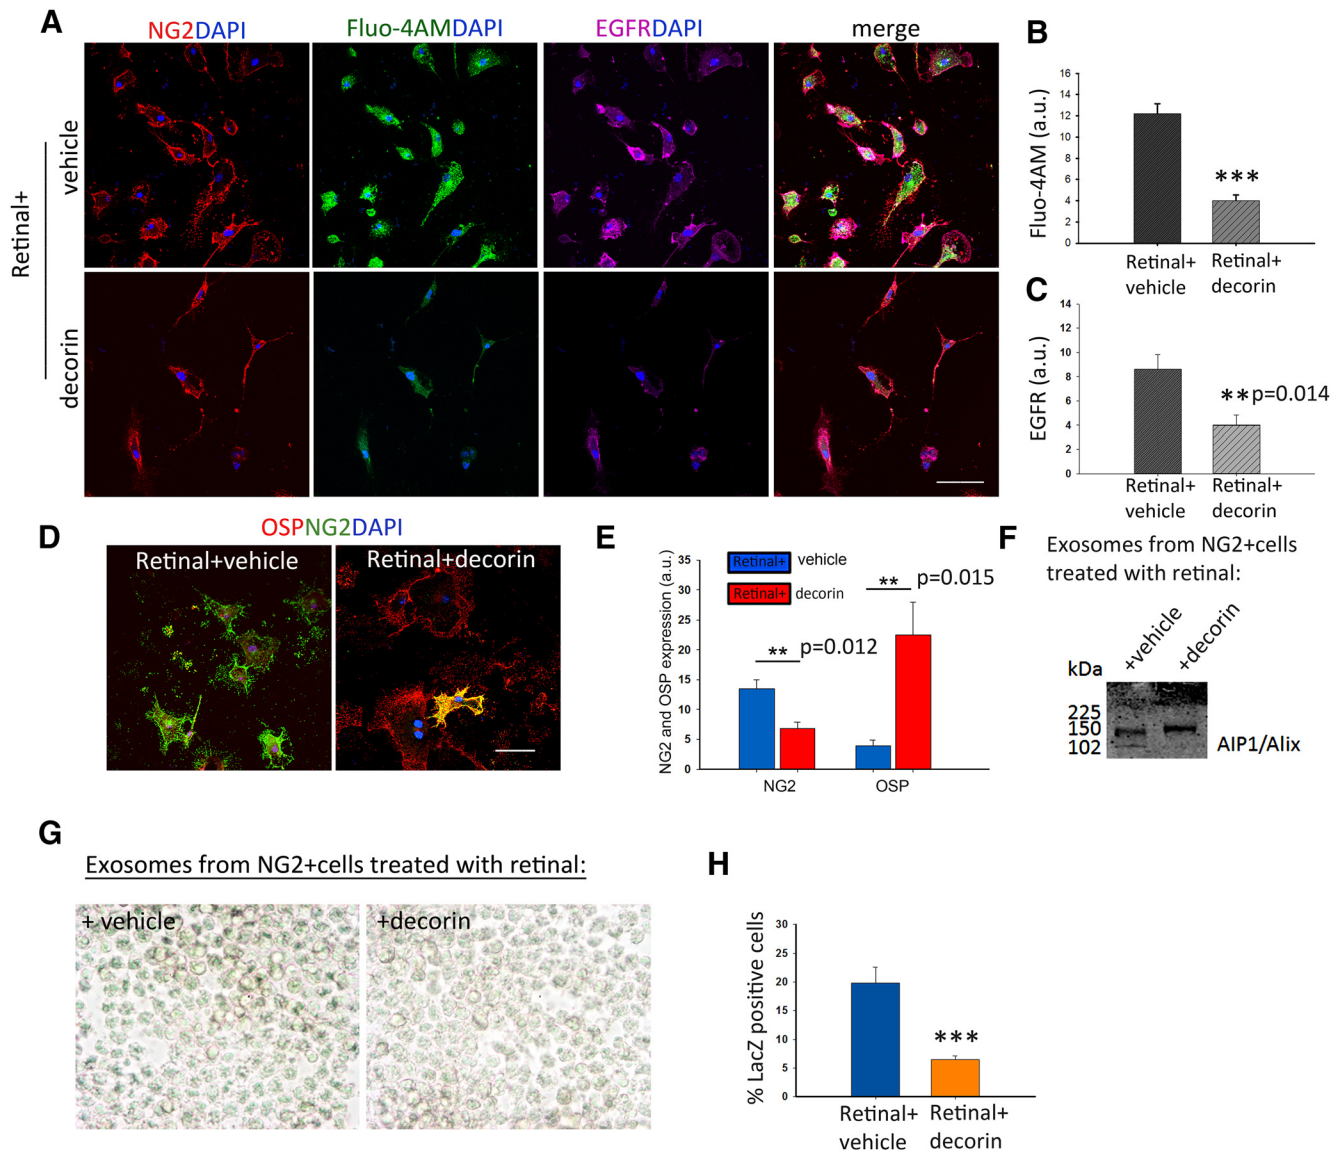 A
NG2DAPI
Fluo-4AMDAPI
EGFRDAPI
merge
Retinal+
vehicle
decorin
B
Fluo-4AM (a.u.)
16
14
12
10
8
6
4
2
0
***
Retinal+
vehicle
Retinal+
decorin
C
EGFR (a.u.)
14
12
10
8
6
4
2
0
**p=0.014
Retinal+
vehicle
Retinal+
decorin
D
OSPNG2DAPI
Retinal+vehicle
Retinal+decorin
E
NG2 and OSP expression (a.u.)
35
30
25
20
15
10
5
0
Retinal+ vehicle
Retinal+ decorin
** p=0.012
** p=0.015
NG2
OSP
F
Exosomes from NG2+cells
treated with retinal:
+vehicle
+decorin
kDa
225
150
102
AIP1/Alix
G
Exosomes from NG2+cells treated with retinal:
+ vehicle
+decorin
H
% LacZ positive cells
30
25
20
15
10
5
0
***
Retinal+
vehicle
Retinal+
decorin